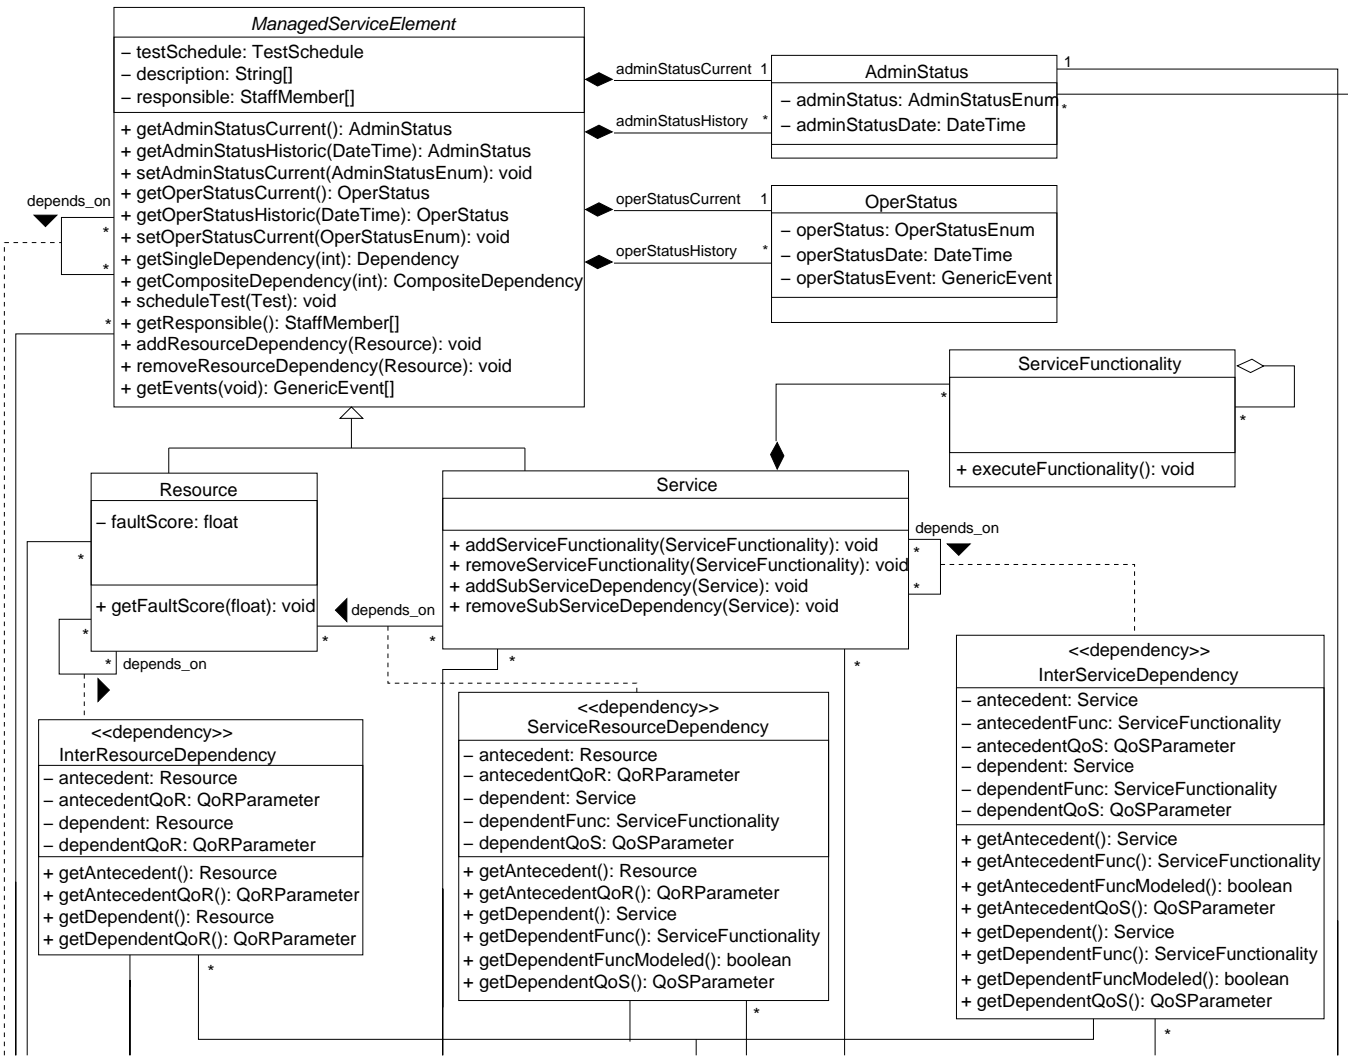 ManagedServiceElement
– testSchedule: TestSchedule
– description: String[]
– responsible: StaffMember[]
+ getAdminStatusCurrent(): AdminStatus
+ getAdminStatusHistoric(DateTime): AdminStatus
+ setAdminStatusCurrent(AdminStatusEnum): void
+ getOperStatusCurrent(): OperStatus
+ getOperStatusHistoric(DateTime): OperStatus
+ setOperStatusCurrent(OperStatusEnum): void
+ getSingleDependency(int): Dependency
+ getCompositeDependency(int): CompositeDependency
+ scheduleTest(Test): void
+ getResponsible(): StaffMember[]
+ addResourceDependency(Resource): void
+ removeResourceDependency(Resource): void
+ getEvents(void): GenericEvent[]
depends_on
*
*
*
adminStatusCurrent 1
adminStatusHistory *
operStatusCurrent 1
operStatusHistory *
AdminStatus
– adminStatus: AdminStatusEnum
– adminStatusDate: DateTime
1
*
OperStatus
– operStatus: OperStatusEnum
– operStatusDate: DateTime
– operStatusEvent: GenericEvent
ServiceFunctionality
+ executeFunctionality(): void
*
*
Resource
– faultScore: float
+ getFaultScore(float): void
*
*
*
depends_on
*
depends_on
*
Service
+ addServiceFunctionality(ServiceFunctionality): void
+ removeServiceFunctionality(ServiceFunctionality): void
+ addSubServiceDependency(Service): void
+ removeSubServiceDependency(Service): void
depends_on
*
*
*
*
<<dependency>>
InterResourceDependency
– antecedent: Resource
– antecedentQoR: QoRParameter
– dependent: Resource
– dependentQoR: QoRParameter
+ getAntecedent(): Resource
+ getAntecedentQoR(): QoRParameter
+ getDependent(): Resource
+ getDependentQoR(): QoRParameter
*
<<dependency>>
ServiceResourceDependency
– antecedent: Resource
– antecedentQoR: QoRParameter
– dependent: Service
– dependentFunc: ServiceFunctionality
– dependentQoS: QoSParameter
+ getAntecedent(): Resource
+ getAntecedentQoR(): QoRParameter
+ getDependent(): Service
+ getDependentFunc(): ServiceFunctionality
+ getDependentFuncModeled(): boolean
+ getDependentQoS(): QoSParameter
*
<<dependency>>
InterServiceDependency
– antecedent: Service
– antecedentFunc: ServiceFunctionality
– antecedentQoS: QoSParameter
– dependent: Service
– dependentFunc: ServiceFunctionality
– dependentQoS: QoSParameter
+ getAntecedent(): Service
+ getAntecedentFunc(): ServiceFunctionality
+ getAntecedentFuncModeled(): boolean
+ getAntecedentQoS(): QoSParameter
+ getDependent(): Service
+ getDependentFunc(): ServiceFunctionality
+ getDependentFuncModeled(): boolean
+ getDependentQoS(): QoSParameter
*